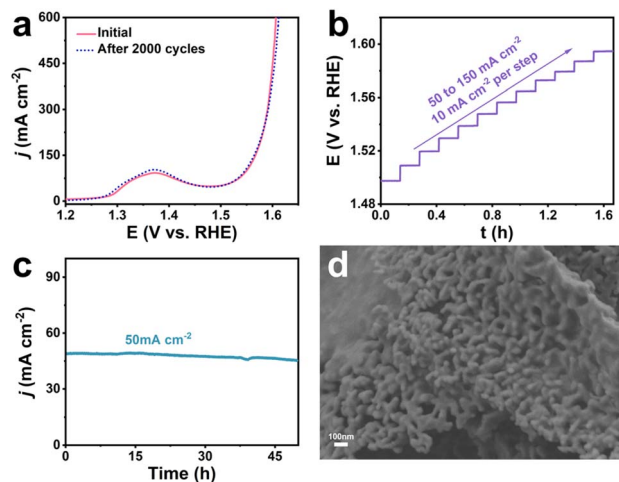 a
600
450
300
150
0
j (mA cm-2)
Initial
After 2000 cycles
1.2 1.3 1.4 1.5 1.6
E (V vs. RHE)
b
1.60
1.56
1.52
1.48
E (V vs. RHE)
50 to 150 mA cm-2
10 mA cm-2 per step
0.0 0.4 0.8 1.2 1.6
t (h)
c
90
60
30
0
j (mA cm-2)
50mA cm-2
0 15 30 45
Time (h)
d
100nm